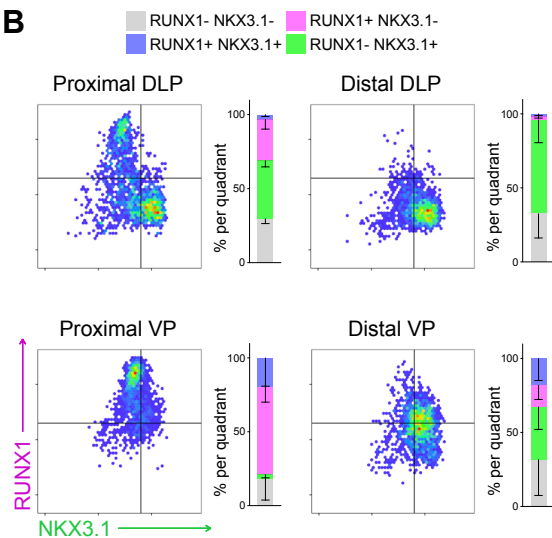 B
RUNX1- NKX3.1- RUNX1+ NKX3.1-
RUNX1+ NKX3.1+ RUNX1- NKX3.1+
Proximal DLP
Distal DLP
100
50
0
% per quadrant
100
50
0
% per quadrant
Proximal VP
Distal VP
100
50
0
% per quadrant
100
50
0
% per quadrant
RUNX1
NKX3.1